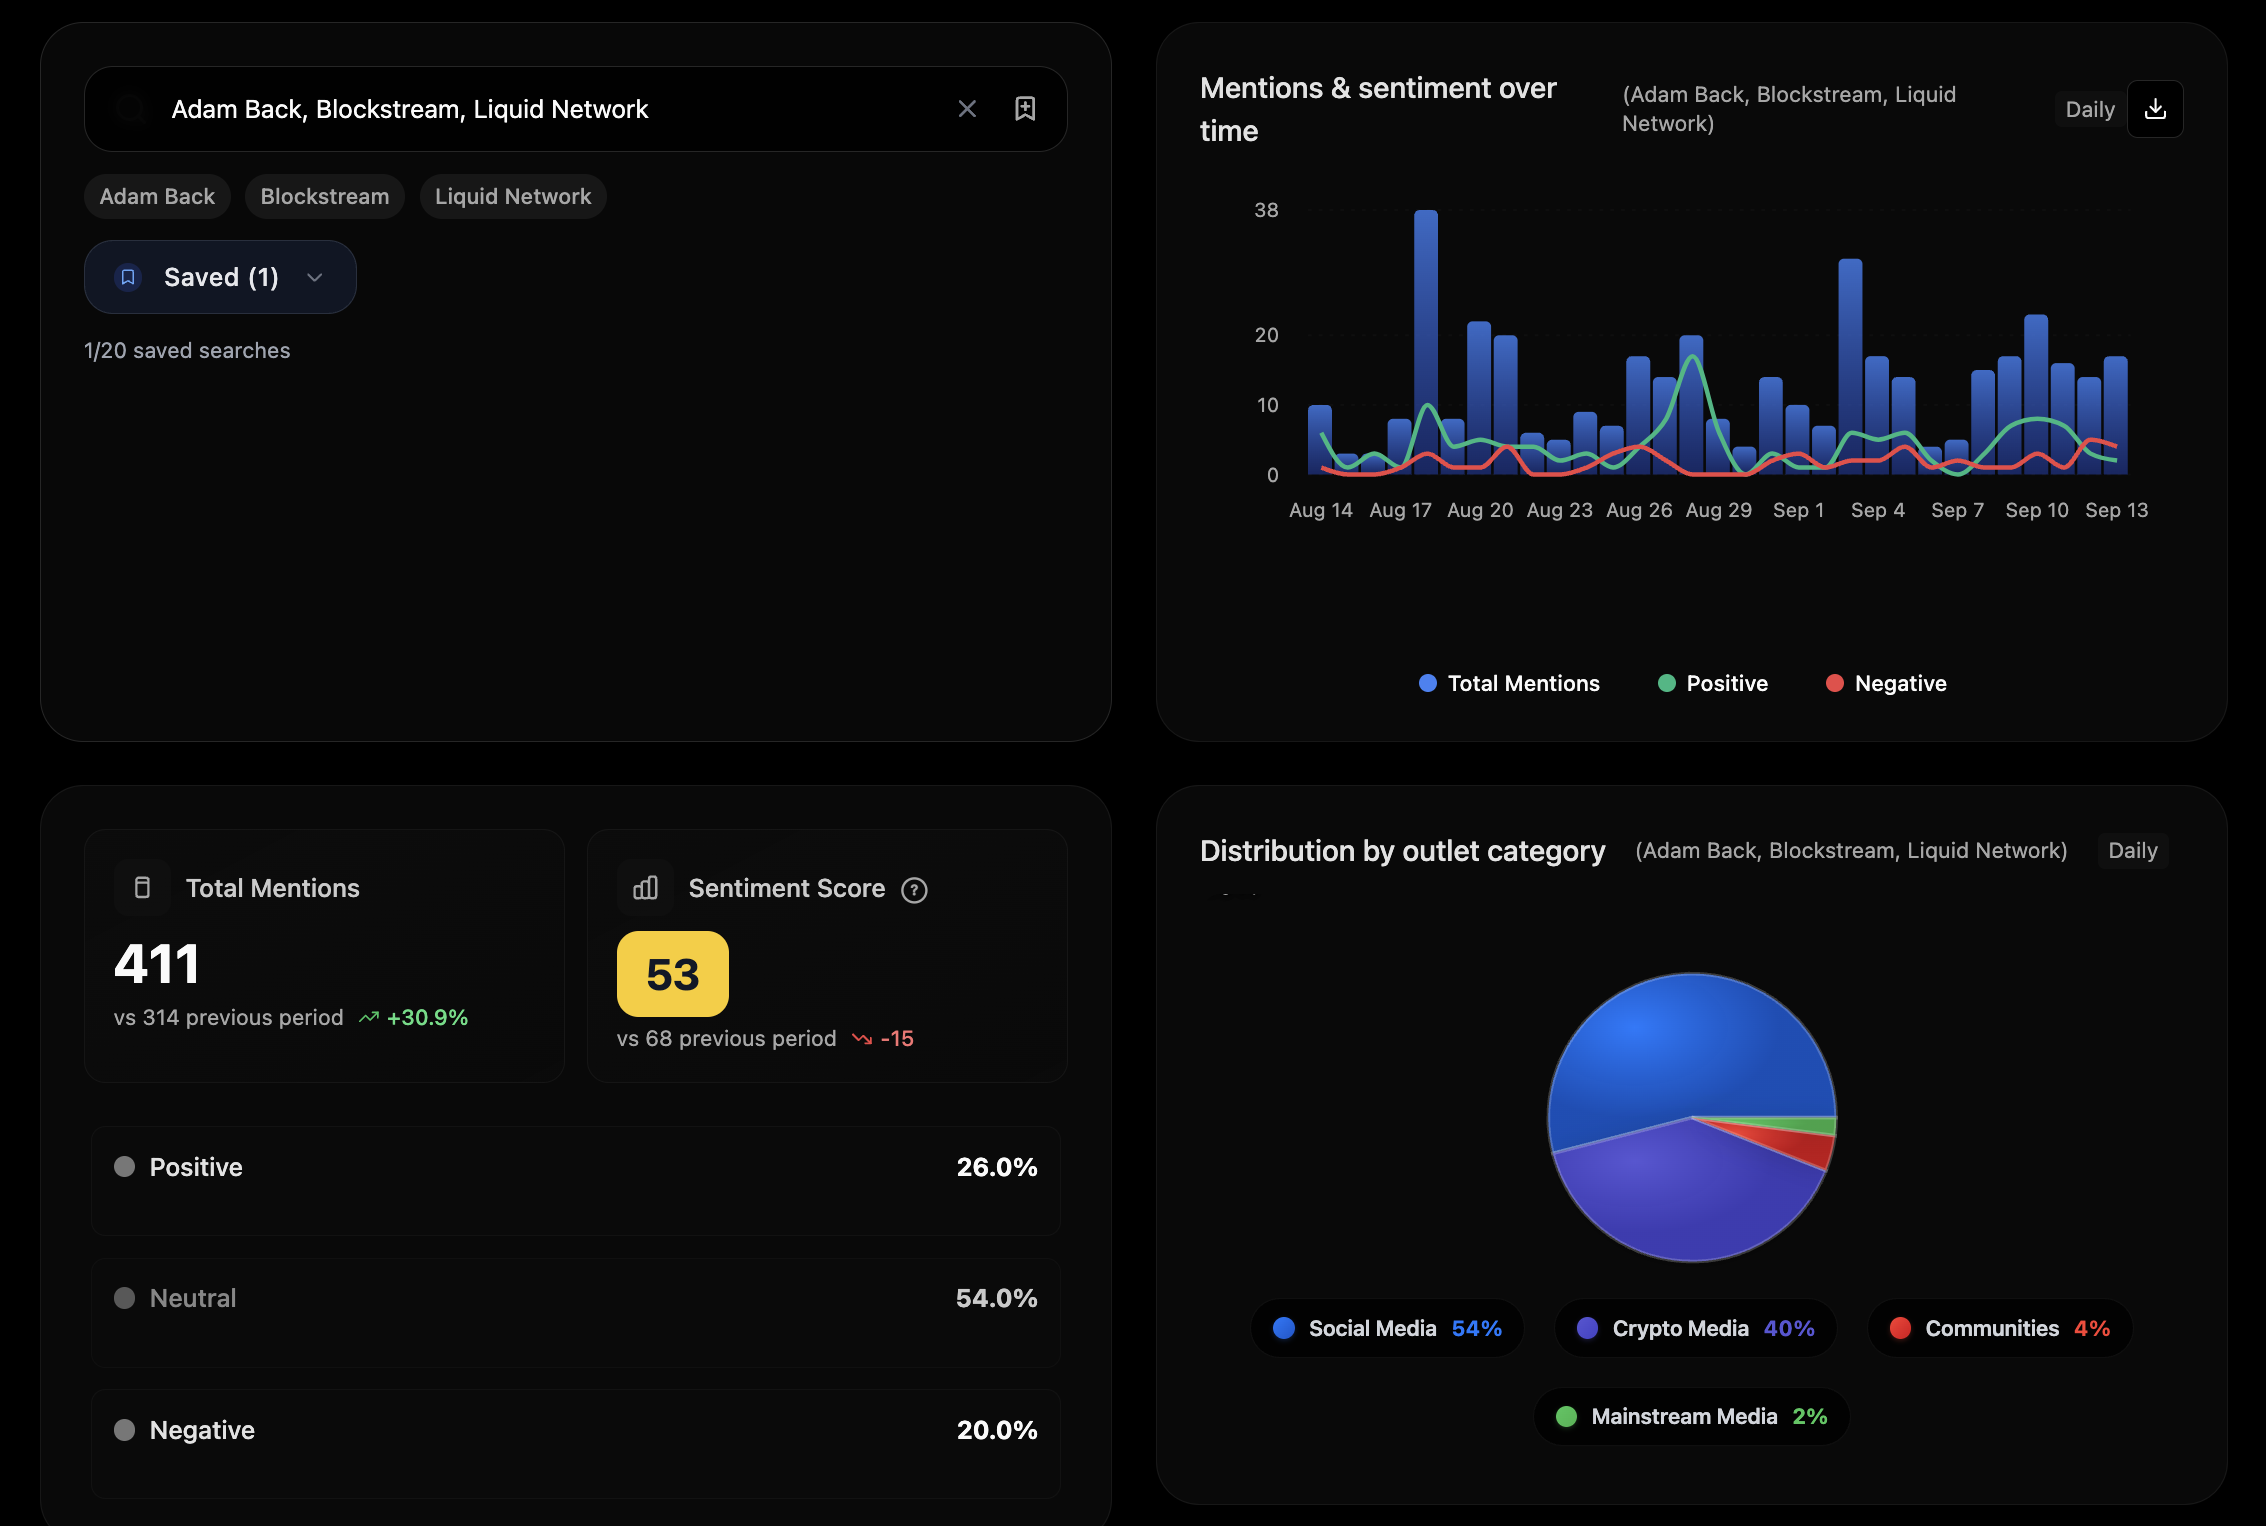 Adam Back, Blockstream, Liquid Network
Adam Back
Blockstream
Liquid Network
Saved (1)
1/20 saved searches
Mentions & sentiment over
time
(Adam Back, Blockstream, Liquid
Network)
Daily
38
20
10
0
Aug 14 Aug 17 Aug 20 Aug 23 Aug 26 Aug 29 Sep 1 Sep 4 Sep 7 Sep 10 Sep 13
Total Mentions
Positive
Negative
Total Mentions
411
vs 314 previous period +30.9%
Sentiment Score ?
53
vs 68 previous period -15
Positive 26.0%
Neutral 54.0%
Negative 20.0%
Distribution by outlet category (Adam Back, Blockstream, Liquid Network) Daily
Social Media 54%
Crypto Media 40%
Communities 4%
Mainstream Media 2%